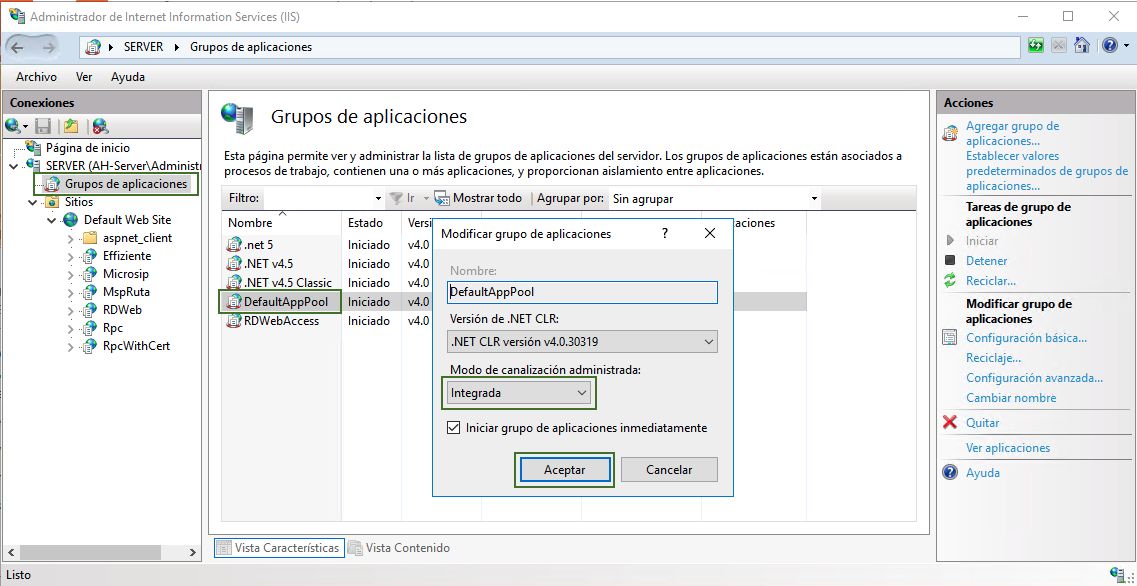 Administrador de Internet Information Services (IIS)
SERVER
Grupos de aplicaciones
Archivo Ver Ayuda
Conexiones
Página de inicio
SERVER (AH-Server\Administr
Grupos de aplicaciones
Sitios
Default Web Site
aspnet_client
Effiziente
Microsip
MspRuta
RDWeb
Rpc
RpcWithCert
Grupos de aplicaciones
Esta página permite ver y administrar la lista de grupos de aplicaciones del servidor. Los grupos de aplicaciones están asociados a
procesos de trabajo, contienen una o más aplicaciones, y proporcionan aislamiento entre aplicaciones.
Filtro: Ir Mostrar todo Agrupar por: Sin agrupar
Nombre Estado Versi caciones
.net 5 Iniciado v4.0
.NET v4.5 Iniciado v4.0
.NET v4.5 Classic Iniciado v4.0
DefaultAppPool Iniciado v4.0
RDWebAccess Iniciado v4.0
Modificar grupo de aplicaciones ?
Nombre:
DefaultAppPool
Versión de .NET CLR:
.NET CLR versión v4.0.30319
Modo de canalización administrada:
Integrada
Iniciar grupo de aplicaciones inmediatamente
Aceptar Cancelar
Vista Características Vista Contenido
Acciones
Agregar grupo de
aplicaciones...
Establecer valores
predeterminados de grupos de
aplicaciones...
Tareas de grupo de
aplicaciones
Iniciar
Detener
Reciclar...
Modificar grupo de
aplicaciones
Configuración básica...
Reciclaje...
Configuración avanzada...
Cambiar nombre
Quitar
Ver aplicaciones
Ayuda
Listo